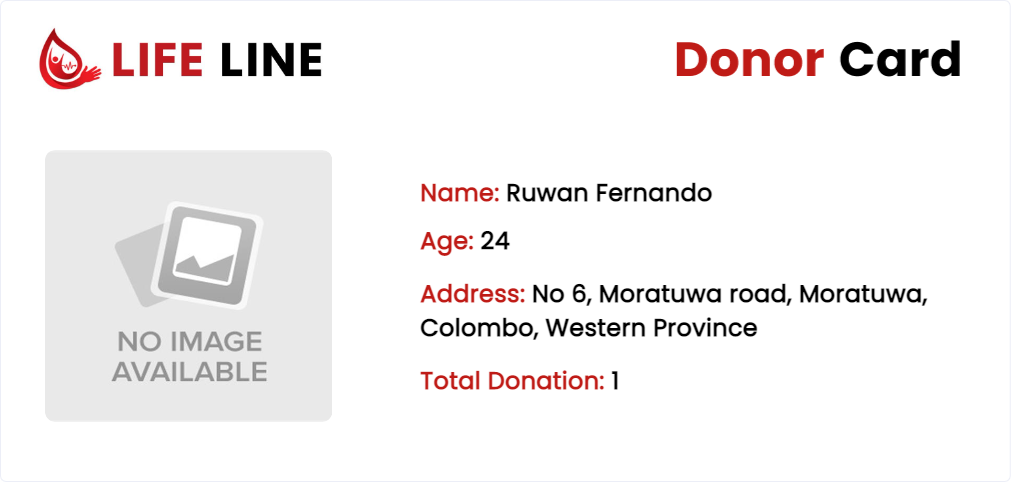 LIFE LINE
Donor Card
NO IMAGE
AVAILABLE
Name: Ruwan Fernando
Age: 24
Address: No 6, Moratuwa road, Moratuwa,
Colombo, Western Province
Total Donation: 1